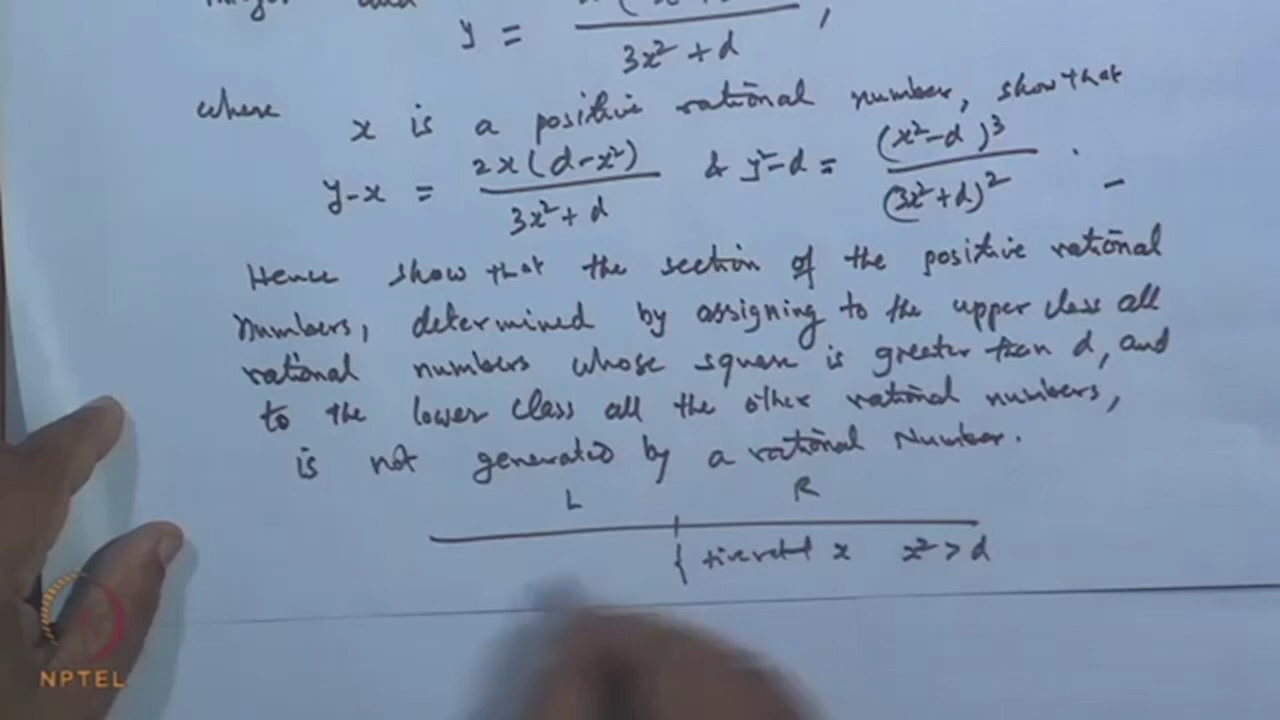 y = 3x² + d ,
where x is a positive rational number, show that
y-x = 2x(d-x²) / 3x²+d & y²-d = (x²-d)³ / (3x²+d)² .
Hence show that the section of the positive rational
numbers, determined by assigning to the upper class all
rational numbers whose square is greater than d, and
to the lower class all the other rational numbers,
is not generated by a rational Number.
L R
{ x x² > d
NPTEL